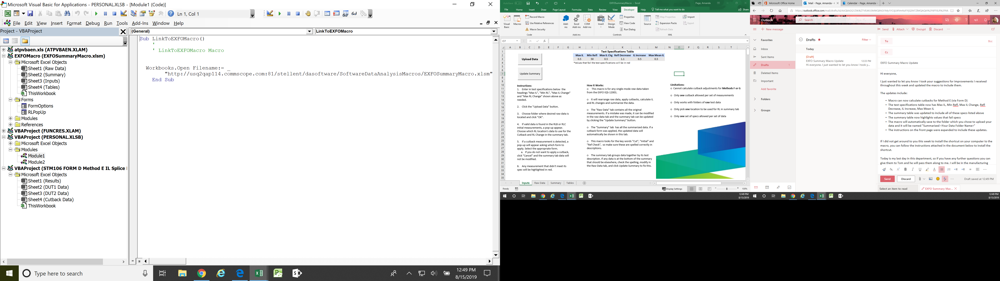 Microsoft Visual Basic for Applications - PERSONAL.XLSB - [Module1 (Code)]
Ln 1, Col 1
File Edit View Insert Format Debug Run Tools Add-Ins Window Help
Project - VBAProject
(General)
LinkToEXFOMacro
atpvbaen.xls (ATPVBAEN.XLAM)
EXFOMacro (EXFOSummaryMacro.xlsm)
Microsoft Excel Objects
Sheet1 (Raw Data)
Sheet2 (Summary)
Sheet3 (Inputs)
Sheet4 (Tables)
ThisWorkbook
Forms
FormOptions
RLPopUp
Modules
References
VBAProject (FUNCRES.XLAM)
VBAProject (PERSONAL.XLSB)
Microsoft Excel Objects
Modules
Module1
Module2
VBAProject (STM106 FORM D Method E IL Splice
Microsoft Excel Objects
Sheet1 (Results)
Sheet2 (DUT1 Data)
Sheet3 (DUT2 Data)
Sheet4 (Cutback Data)
ThisWorkbook
Sub LinkToEXFOMacro()
'
' LinkToEXFOMacro Macro
Workbooks.Open Filename:= _
"http://usq2qap114.commscope.com:81/stellent/dasoftware/SoftwareDataAnalysisMacros/EXFOSummaryMacro.xlsm"
End Sub
Type here to search
12:49 PM
8/15/2019
EXFOSummaryMacro - Excel
Page, Amanda
File Home Insert Draw Page Layout Formulas Data Review View Developer Help Tell me what you want to do Share
Visual Basic
Macros
Record Macro
Use Relative References
Macro Security
Code
Add-ins
Excel Add-ins
COM Add-ins
Add-ins
Insert
Design Mode
Properties
View Code
Run Dialog
Controls
Source
Map Properties
Expansion Packs
Refresh Data
Import
Export
XML
O7
A B C D E F G H I J K L M N O P Q R S T
Upload Data
Update Summary
Test Specifications Table
Max IL Min Refl Max IL Chg Refl Decrease IL Increase Max Mean IL
0.5 50 0.5 1.1 0.5 0.5
*Values that fail the test specifications will be in red
Instructions:
1. Enter in test specifications below the
headings "Max IL", "Min RL", "Max IL Change"
and "Max RL Change" shown above as
needed.
2. Click the "Upload Data" button.
3. Choose folder where desired raw data is
located and click "OK".
4. If valid data is found in the RLB or RLC
initial measurements, a pop-up appear.
Choose which RL location's data to use for the
Cutback and RL Change in the summary tab.
5. If a cutback measurement is detected, a
pop-up will appear asking which form to
apply. Select the appropriate form.
a. If you do not want to apply a cutback,
click "Cancel" and the summary tab data will
not be modified.
6. Any measurement that didn't meet its
spec will be highlighted in red.
How It Works:
o This macro is for any single-mode raw data taken
from the EXFO IQS-12001.
o It will rearrange raw data, apply cutbacks, calculate IL
and RL changes and summarize the data.
o The "Raw Data" tab contains all the original
measurements. If a mistake was made, it can be modified
in the raw data tab and the summary tab can be updated
by clicking the "Update Summary" button.
o The "Summary" tab has all the summarized data. If a
cutback form was applied, the updated data will
automatiically be shown in this tab.
o This macro looks for the key words "Cut", "Initial" and
"Ref Check", so make sure these are spelled correctly in
descriptions.
o The summary tab groups data together by its test
description. If any data is at the bottom of the summary
that should be elsewhere, check the spelling, modify in
the Raw Data tab, and click Update Summary to fix this.
Limitations:
o Cannot calculate cutback adjustments for Methods F or G
o Only one cutback allowed per set of measurements
o Only works with folders of raw test data
o Only pick one location to be used for RL in summary tab
o Only one set of specs allowed per set of data
Inputs Raw Data Summary Tables
Ready
Display Settings
100%
12:49 PM
8/15/2019
Microsoft Office Home
Mail - Page, Amanda -
Calendar - Page, Amanda -
Outlook
Search
New message
Send Attach Encrypt Discard
Favorites
Inbox
Sent Items
Drafts 1
Deleted Items
Important
Add favorite
Folders
Groups
Drafts
Filter
Today
[Draft]
EXFO Summary Macro Update 12:33 PM
Hi everyone. I just wanted to let you know I took y...
To
Bcc
Cc
EXFO Summary Macro Update
Hi everyone,
I just wanted to let you know I took your suggestions for improvements I received
throughout this week and updated the macro to include them.
The updates include:
• Macro can now calculate cutbacks for Method E (via Form D)
• The test specifications table now has Max IL, Min Refl, Max IL Change, Refl
Decrease, IL Increase, Max Mean IL
• The summary table was updated to include all of these specs listed above
• The summary table now highlights values that fail specs
• The macro will automatically save to the folder which you chose to upload your
data and it will be named "Summarized <Your Data Folder Name>"
• The instructions on the front page were expanded to include these updates.
If I did not get around to you this week to install the shortcut on your computer to the
macro, you can follow the instructions attached in the document below to install the
shortcut.
Today is my last day in this department, so if you have any further questions you can
give them to Tom and he will pass them along to me. I will be in the manufacturing
Send
Discard
Draft saved at 12:49 PM
Select an item to read
EXFO Summary Mac...
12:49 PM
8/15/2019